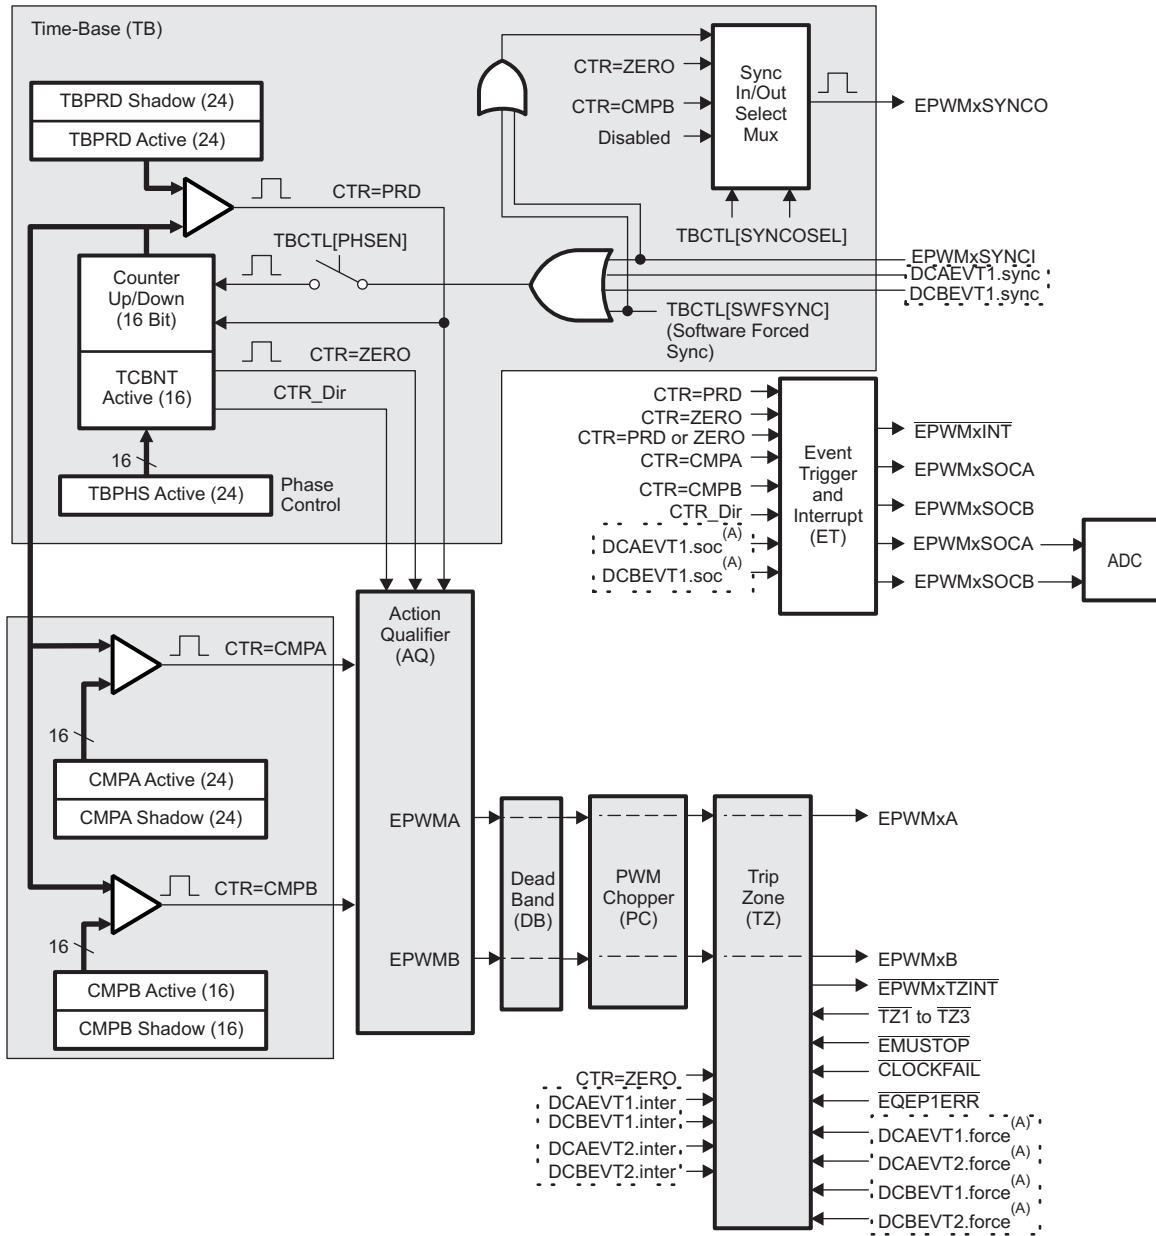 Time-Base (TB)
TBPRD Shadow (24)
TBPRD Active (24)
CTR=PRD
TBCTL[PHSEN]
Counter
Up/Down
(16 Bit)
TCBNT
Active (16)
CTR=ZERO
CTR_Dir
16
TBPHS Active (24)
Phase
Control
CTR=ZERO
CTR=CMPB
Disabled
Sync
In/Out
Select
Mux
EPWMxSYNCO
TBCTL[SYNCOSEL]
EPWMxSYNCI
DCAEVT1.sync
DCBEVT1.sync
TBCTL[SWFSYNC]
(Software Forced
Sync)
CTR=PRD
CTR=ZERO
CTR=PRD or ZERO
CTR=CMPA
CTR=CMPB
CTR_Dir
DCAEVT1.soc(A)
DCBEVT1.soc(A)
Event
Trigger
and
Interrupt
(ET)
EPWMxINT
EPWMxSOCA
EPWMxSOCB
EPWMxSOCA
EPWMxSOCB
ADC
Action
Qualifier
(AQ)
CTR=CMPA
16
CMPA Active (24)
CMPA Shadow (24)
CTR=CMPB
16
CMPB Active (16)
CMPB Shadow (16)
EPWMA
EPWMB
Dead
Band
(DB)
PWM
Chopper
(PC)
Trip
Zone
(TZ)
EPWMxA
EPWMxB
EPWMxTZINT
TZ1 to TZ3
EMUSTOP
CLOCKFAIL
EQEP1ERR
DCAEVT1.force(A)
DCAEVT2.force(A)
DCBEVT1.force(A)
DCBEVT2.force(A)
CTR=ZERO
DCAEVT1.inter
DCBEVT1.inter
DCAEVT2.inter
DCBEVT2.inter